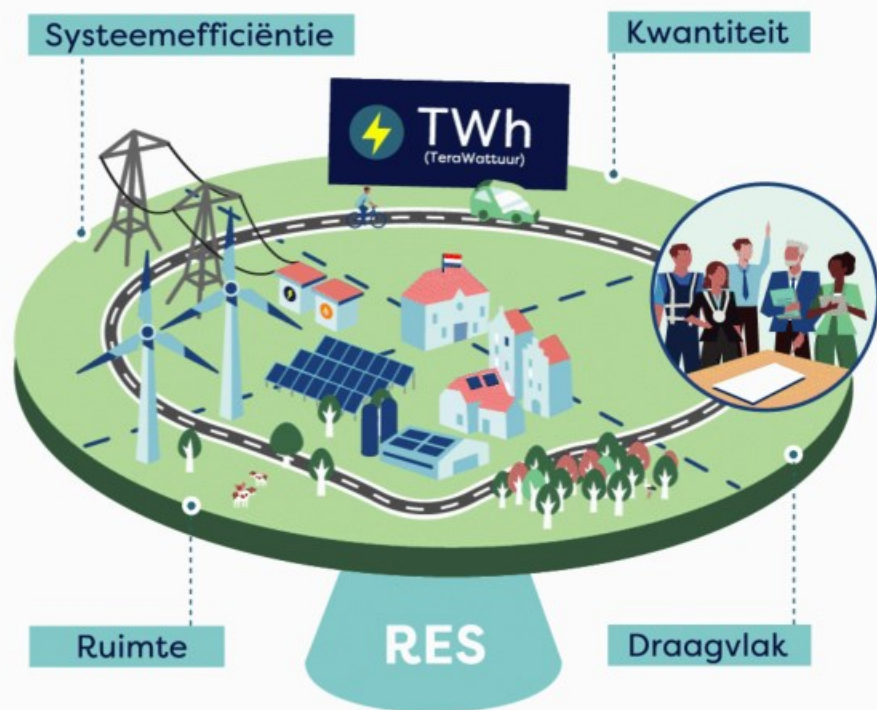 Systeemefficiëntie
Kwantiteit
TWh
(TeraWattuur)
Ruimte
RES
Draagvlak